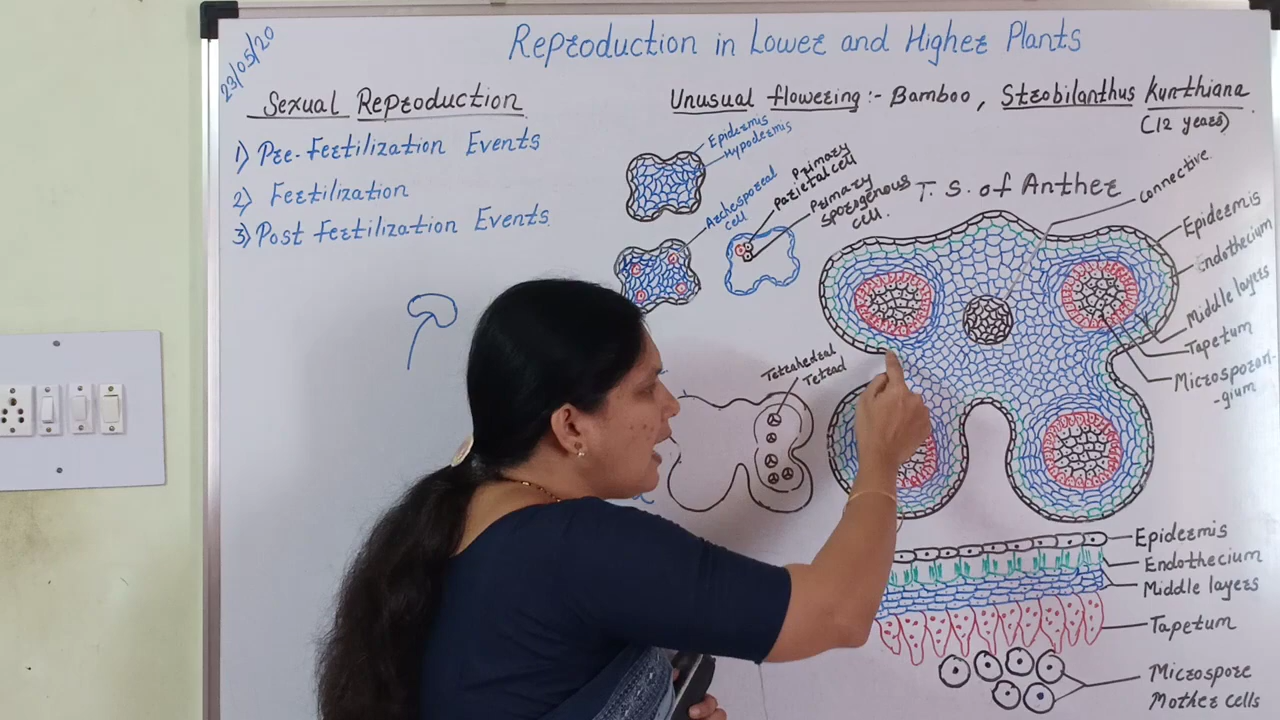 23/05/20
Reproduction in Lower and Higher Plants
Sexual Reproduction
1) Pre-fertilization Events
2) Fertilization
3) Post fertilization Events
Unusual flowering :- Bamboo, Strobilanthus Kunthiana
(12 years)
Epidermis
Hypodermis
Archesporeal
cell
Primary
Parietal cell
Primary
sporogenous
cell.
T. S. of Anther
Connective.
Epidermis
Endothecium
Middle layers
Tapetum
Microsporan-
-gium
Tetrahedral
Tetrad
Epidermis
Endothecium
Middle layers
Tapetum
Microspore
Mother cells